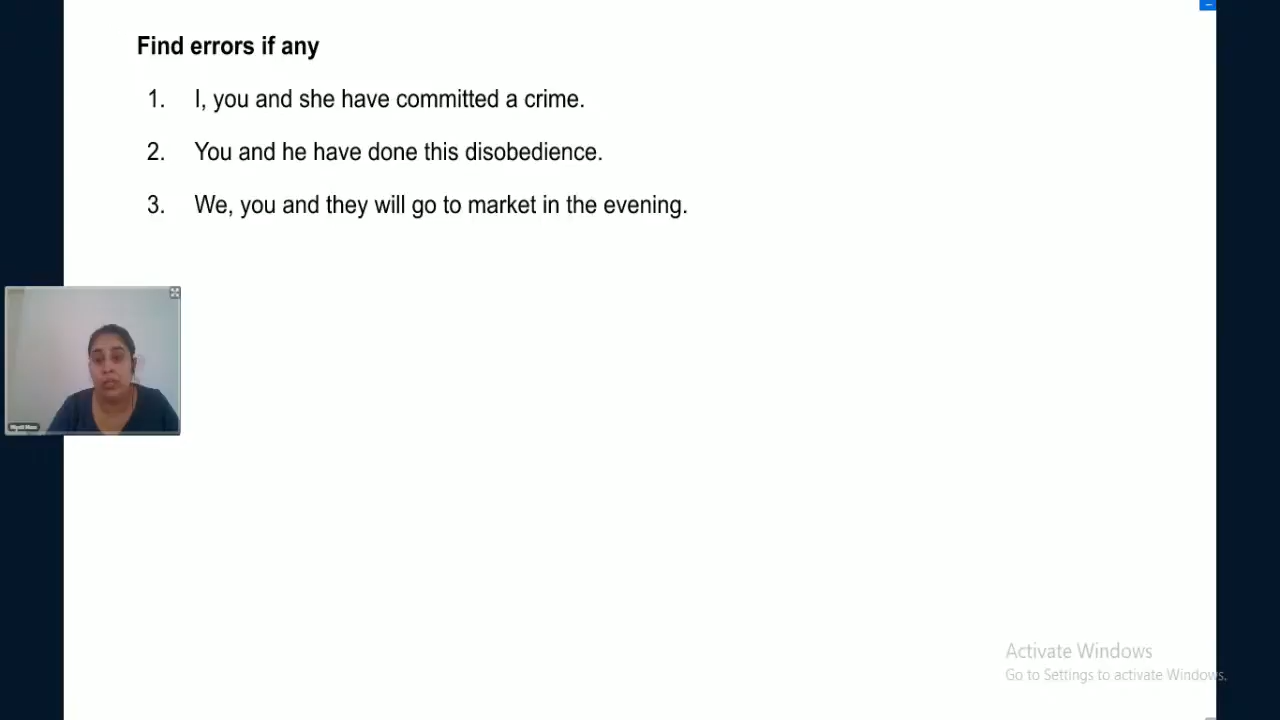 Find errors if any
1. I, you and she have committed a crime.
2. You and he have done this disobedience.
3. We, you and they will go to market in the evening.
Activate Windows
Go to Settings to activate Windows.